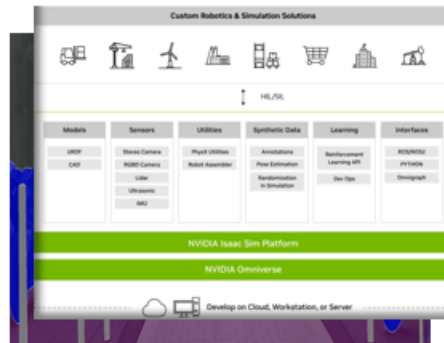 Custom Robotics & Simulation Solutions
HIL/SIL
Models
URDF
CAD
Sensors
Stereo Camera
RGBD Camera
Lidar
Ultrasonic
IMU
Utilities
PhysX Utilities
Robot Assembler
Synthetic Data
Annotations
Pose Estimation
Randomization
in Simulation
Learning
Reinforcement
Learning API
Dev Ops
Interfaces
ROS/ROS2
PYTHON
Omnigraph
NVIDIA Isaac Sim Platform
NVIDIA Omniverse
Develop on Cloud, Workstation, or Server